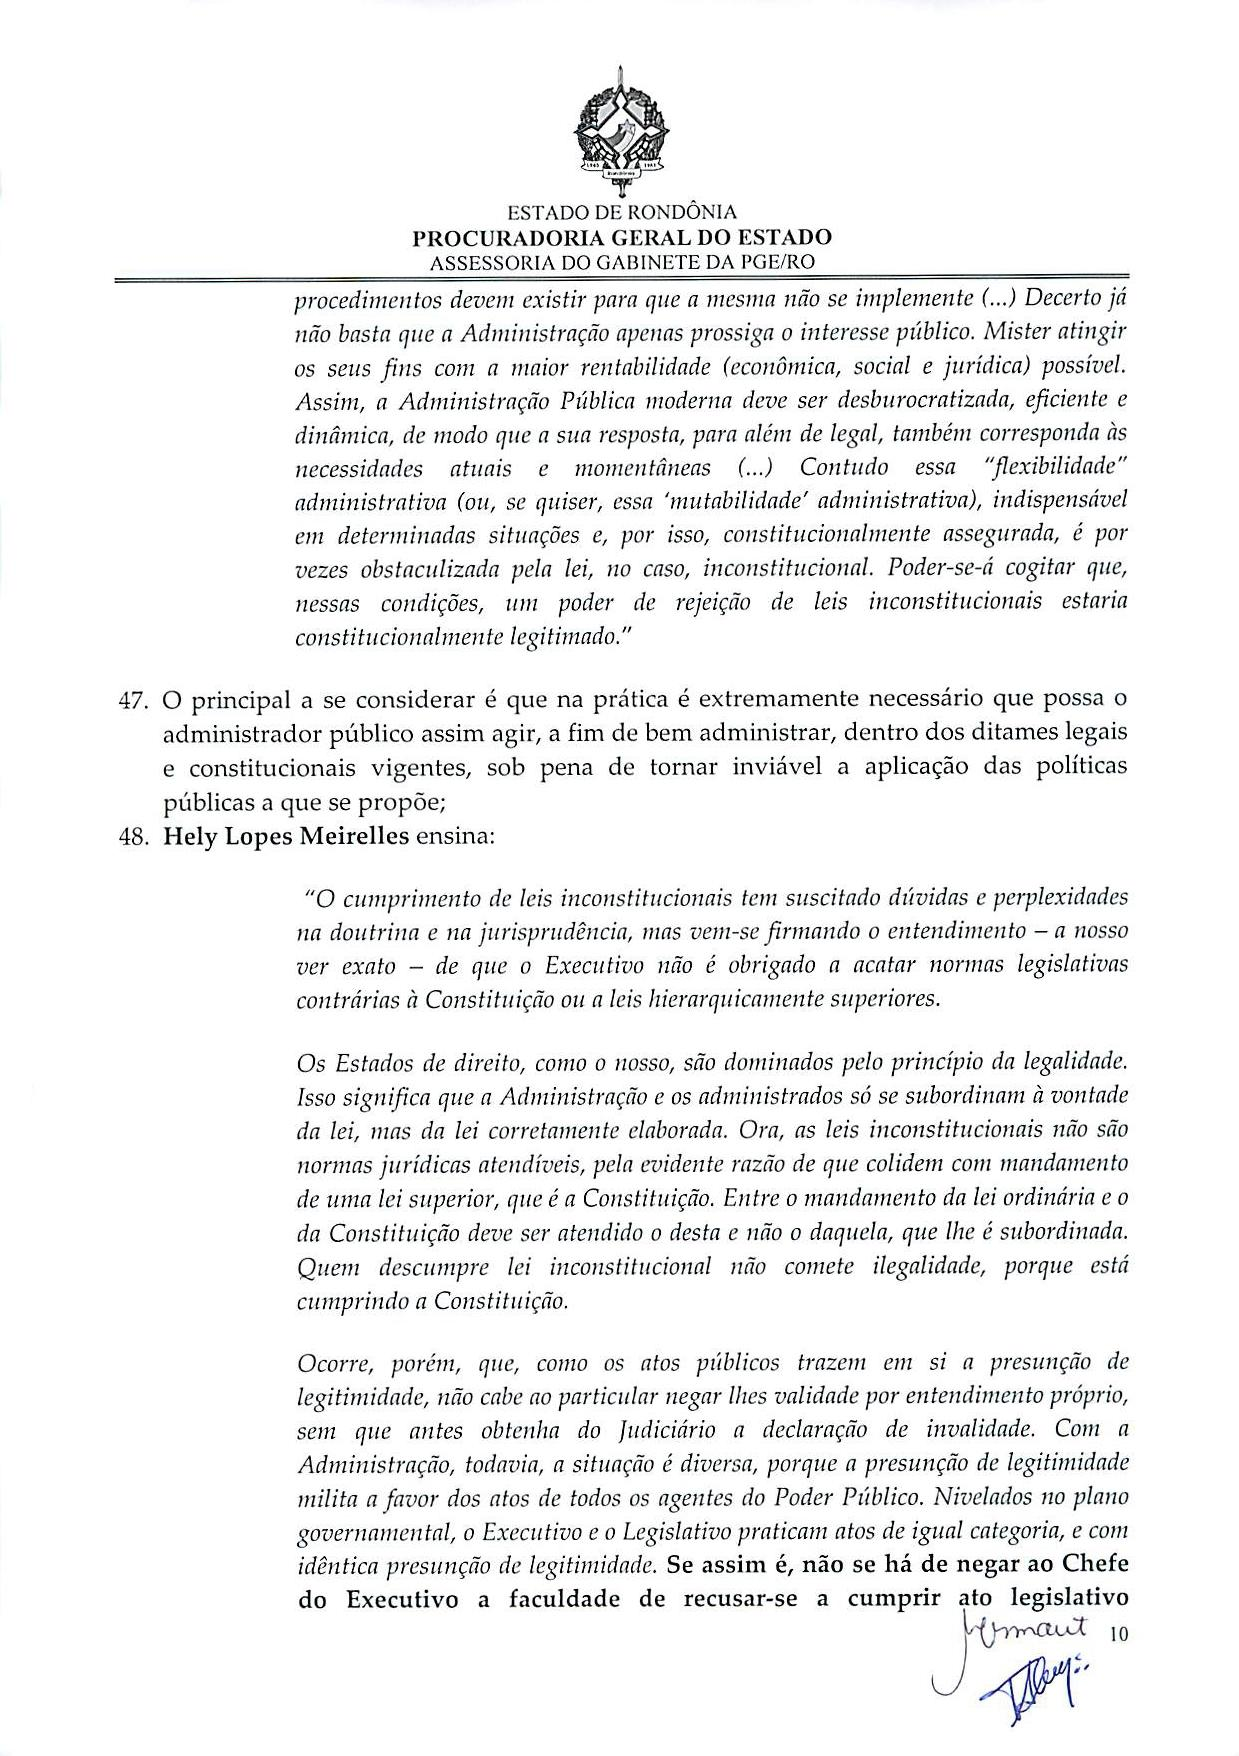 ESTADO DE RONDÔNIA
PROCURADORIA GERAL DO ESTADO
ASSESSORIA DO GABINETE DA PGE/RO
procedimentos devem existir para que a mesma não se implemente (...) Decerto já
não basta que a Administração apenas prossiga o interesse público. Mister atingir
os seus fins com a maior rentabilidade (econômica, social e jurídica) possível.
Assim, a Administração Pública moderna deve ser desburocratizada, eficiente e
dinâmica, de modo que a sua resposta, para além de legal, também corresponda às
necessidades atuais e momentâneas (...) Contudo essa “flexibilidade”
administrativa (ou, se quiser, essa ‘mutabilidade’ administrativa), indispensável
em determinadas situações e, por isso, constitucionalmente assegurada, é por
vezes obstaculizada pela lei, no caso, inconstitucional. Poder-se-á cogitar que,
nessas condições, um poder de rejeição de leis inconstitucionais estaria
constitucionalmente legitimado.”
47. O principal a se considerar é que na prática é extremamente necessário que possa o
administrador público assim agir, a fim de bem administrar, dentro dos ditames legais
e constitucionais vigentes, sob pena de tornar inviável a aplicação das políticas
públicas a que se propõe;
48. Hely Lopes Meirelles ensina:
“O cumprimento de leis inconstitucionais tem suscitado dúvidas e perplexidades
na doutrina e na jurisprudência, mas vem-se firmando o entendimento – a nosso
ver exato – de que o Executivo não é obrigado a acatar normas legislativas
contrárias à Constituição ou a leis hierarquicamente superiores.
Os Estados de direito, como o nosso, são dominados pelo princípio da legalidade.
Isso significa que a Administração e os administrados só se subordinam à vontade
da lei, mas da lei corretamente elaborada. Ora, as leis inconstitucionais não são
normas jurídicas atendíveis, pela evidente razão de que colidem com mandamento
de uma lei superior, que é a Constituição. Entre o mandamento da lei ordinária e o
da Constituição deve ser atendido o desta e não o daquela, que lhe é subordinada.
Quem descumpre lei inconstitucional não comete ilegalidade, porque está
cumprindo a Constituição.
Ocorre, porém, que, como os atos públicos trazem em si a presunção de
legitimidade, não cabe ao particular negar lhes validade por entendimento próprio,
sem que antes obtenha do Judiciário a declaração de invalidade. Com a
Administração, todavia, a situação é diversa, porque a presunção de legitimidade
milita a favor dos atos de todos os agentes do Poder Público. Nivelados no plano
governamental, o Executivo e o Legislativo praticam atos de igual categoria, e com
idêntica presunção de legitimidade. Se assim é, não se há de negar ao Chefe
do Executivo a faculdade de recusar-se a cumprir ato legislativo
10